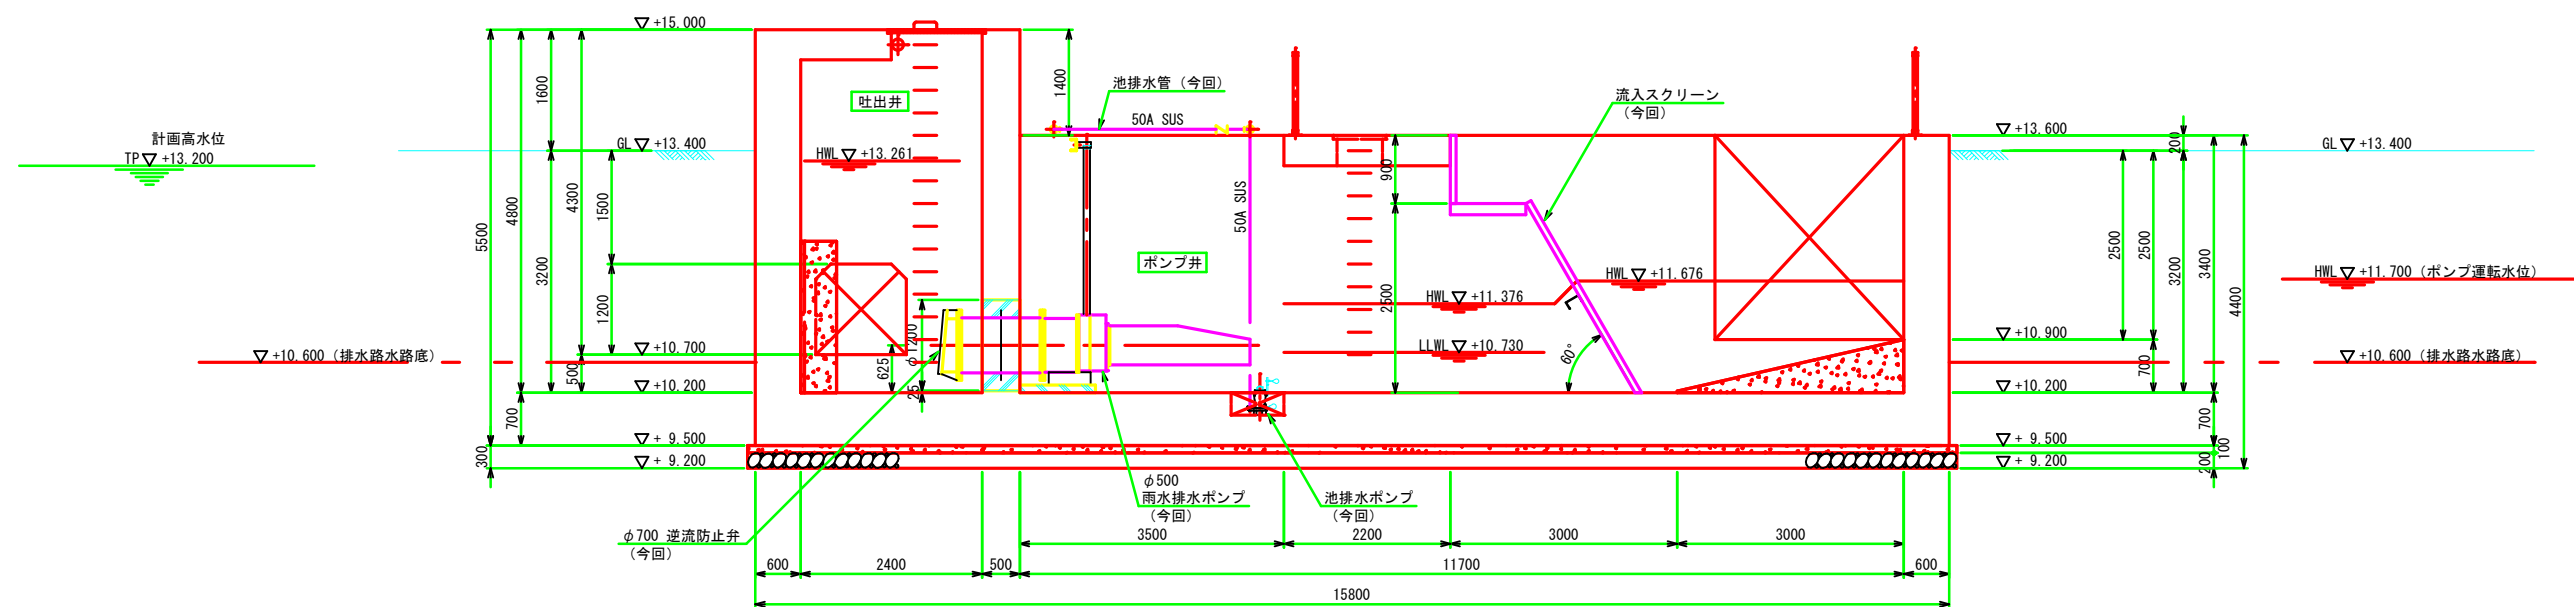 計画高水位
TP ▽ +13.200
▽ +10.600 (排水路水路底)
▽ +15.000
GL ▽ +13.400
▽ +10.700
▽ +10.200
▽ + 9.500
▽ + 9.200
5500
300
4800
700
1600
3200
4300
500
1500
1200
吐出井
HWL ▽ +13.261
625
φ1200
25
1400
池排水管 (今回)
50A SUS
50A SUS
ポンプ井
900
2500
流入スクリーン
(今回)
HWL ▽ +11.676
HWL ▽ +11.376
LLWL ▽ +10.730
60°
φ500
雨水排水ポンプ
(今回)
池排水ポンプ
(今回)
φ700 逆流防止弁
(今回)
3500
2200
3000
3000
600
2400
500
11700
600
15800
▽ +13.600
GL ▽ +13.400
200
2500
2500
3200
3400
4400
700
700
100
200
HWL ▽ +11.700 (ポンプ運転水位)
▽ +10.900
▽ +10.600 (排水路水路底)
▽ +10.200
▽ + 9.500
▽ + 9.200